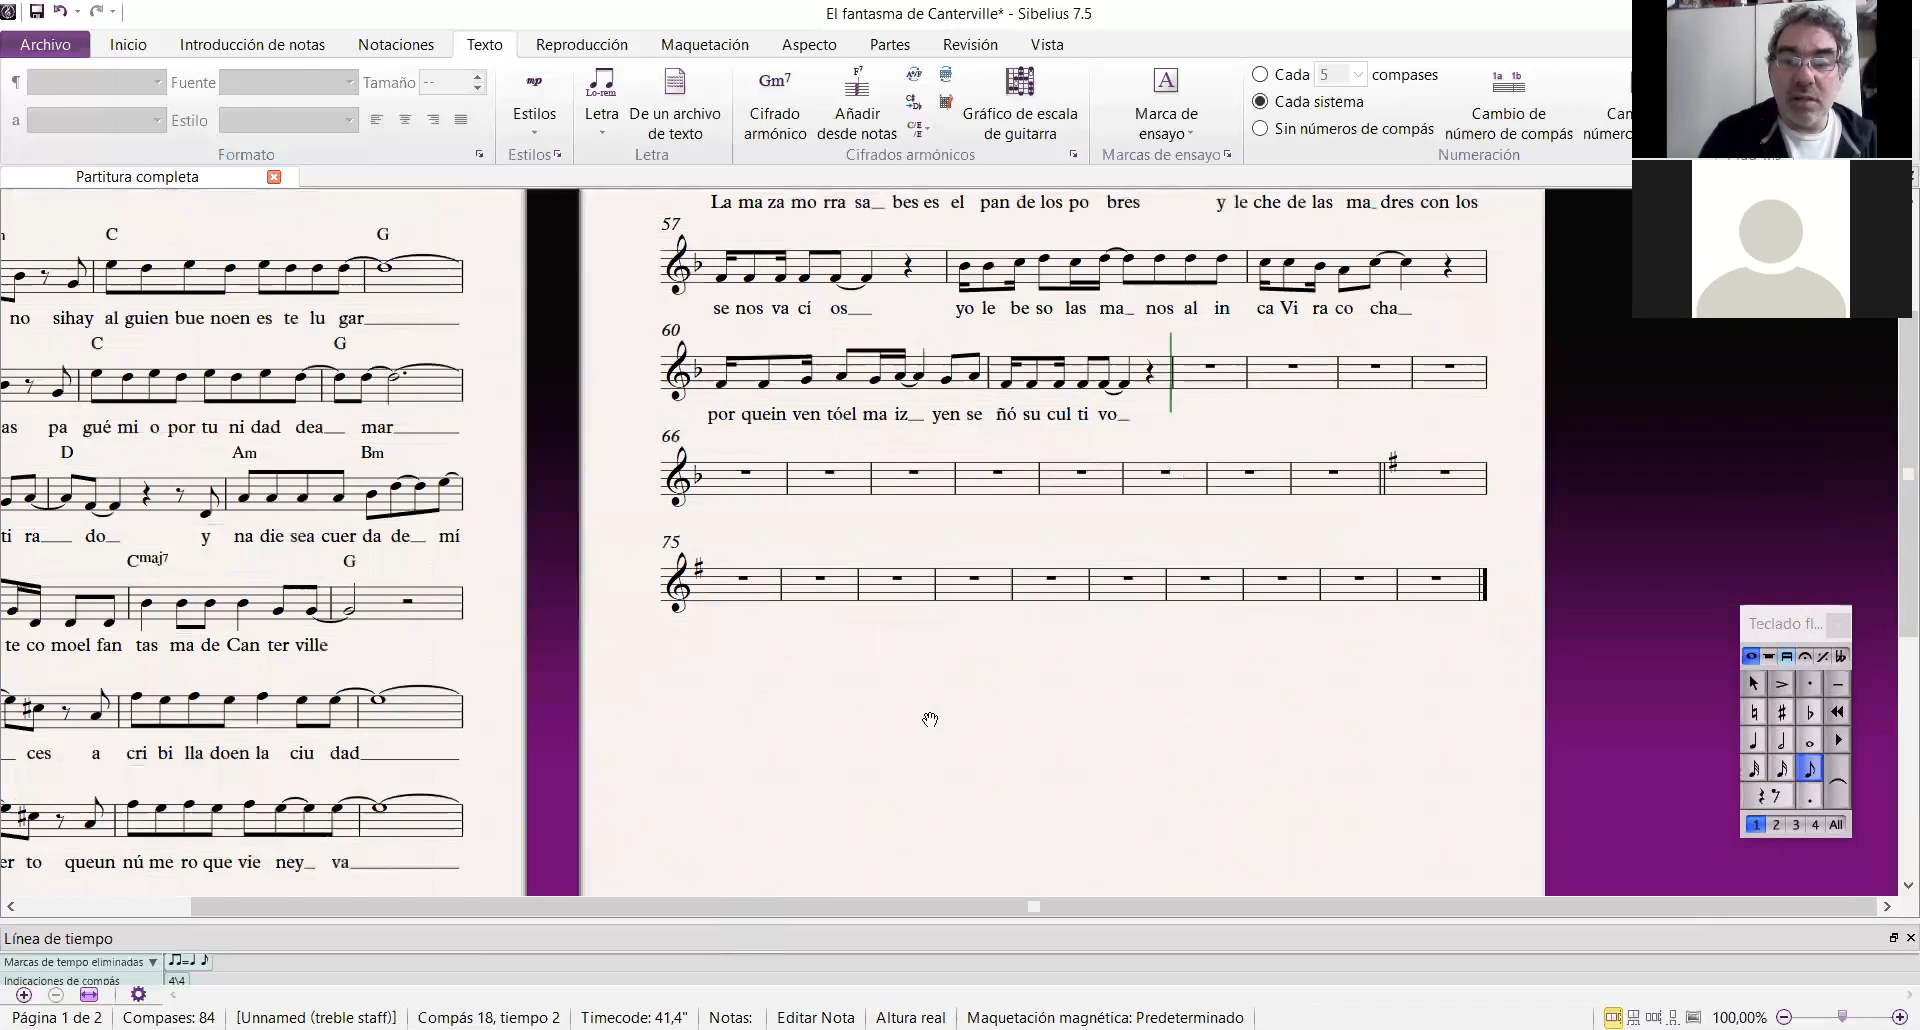 El fantasma de Canterville* - Sibelius 7.5
Archivo Inicio Introducción de notas Notaciones Texto Reproducción Maquetación Aspecto Partes Revisión Vista
Fuente Tamaño --
a Estilo
Formato
mp
Estilos
Estilos
Lo-rem
Letra
De un archivo de texto
Letra
Gm7
Cifrado armónico
F7
Añadir desde notas
Gráfico de escala de guitarra
Cifrados armónicos
A
Marca de ensayo
Marcas de ensayo
Cada 5 compases
Cada sistema
Sin números de compás
1a 1b
Cambio de número de compás
Numeración
Partitura completa
C G
no sihay al guien bue noen es te lu gar
C G
as pa gué mi o por tu ni dad dea mar
D Am Bm
ti ra do y na die sea cuer da de mí
Cmaj7 G
te co moel fan tas ma de Can ter ville
ces a cri bi lla doen la ciu dad
er to queun nú me ro que vie ney va
La ma za mo rra sa bes es el pan de los po bres y le che de las ma dres con los
57
se nos va cí os yo le be so las ma nos al in ca Vi ra co cha
60
por quein ven tóel ma iz yen se ñó su cul ti vo
66
75
Teclado fl...
1 2 3 4 All
Línea de tiempo
Marcas de tempo eliminadas
Indicaciones de compás 4\4
Página 1 de 2 Compases: 84 [Unnamed (treble staff)] Compás 18, tiempo 2 Timecode: 41,4" Notas: Editar Nota Altura real Maquetación magnética: Predeterminado 100,00%